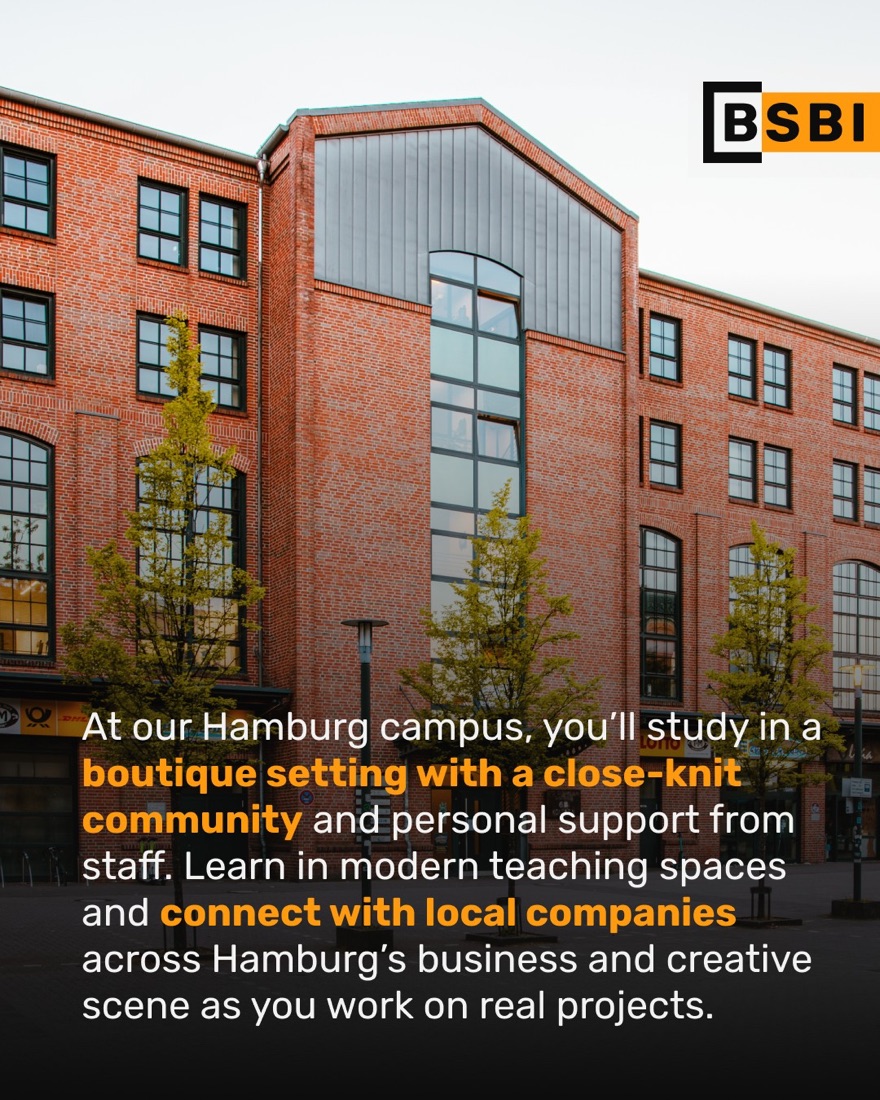 BSBI
At our Hamburg campus, you’ll study in a
boutique setting with a close-knit
community and personal support from
staff. Learn in modern teaching spaces
and connect with local companies
across Hamburg’s business and creative
scene as you work on real projects.